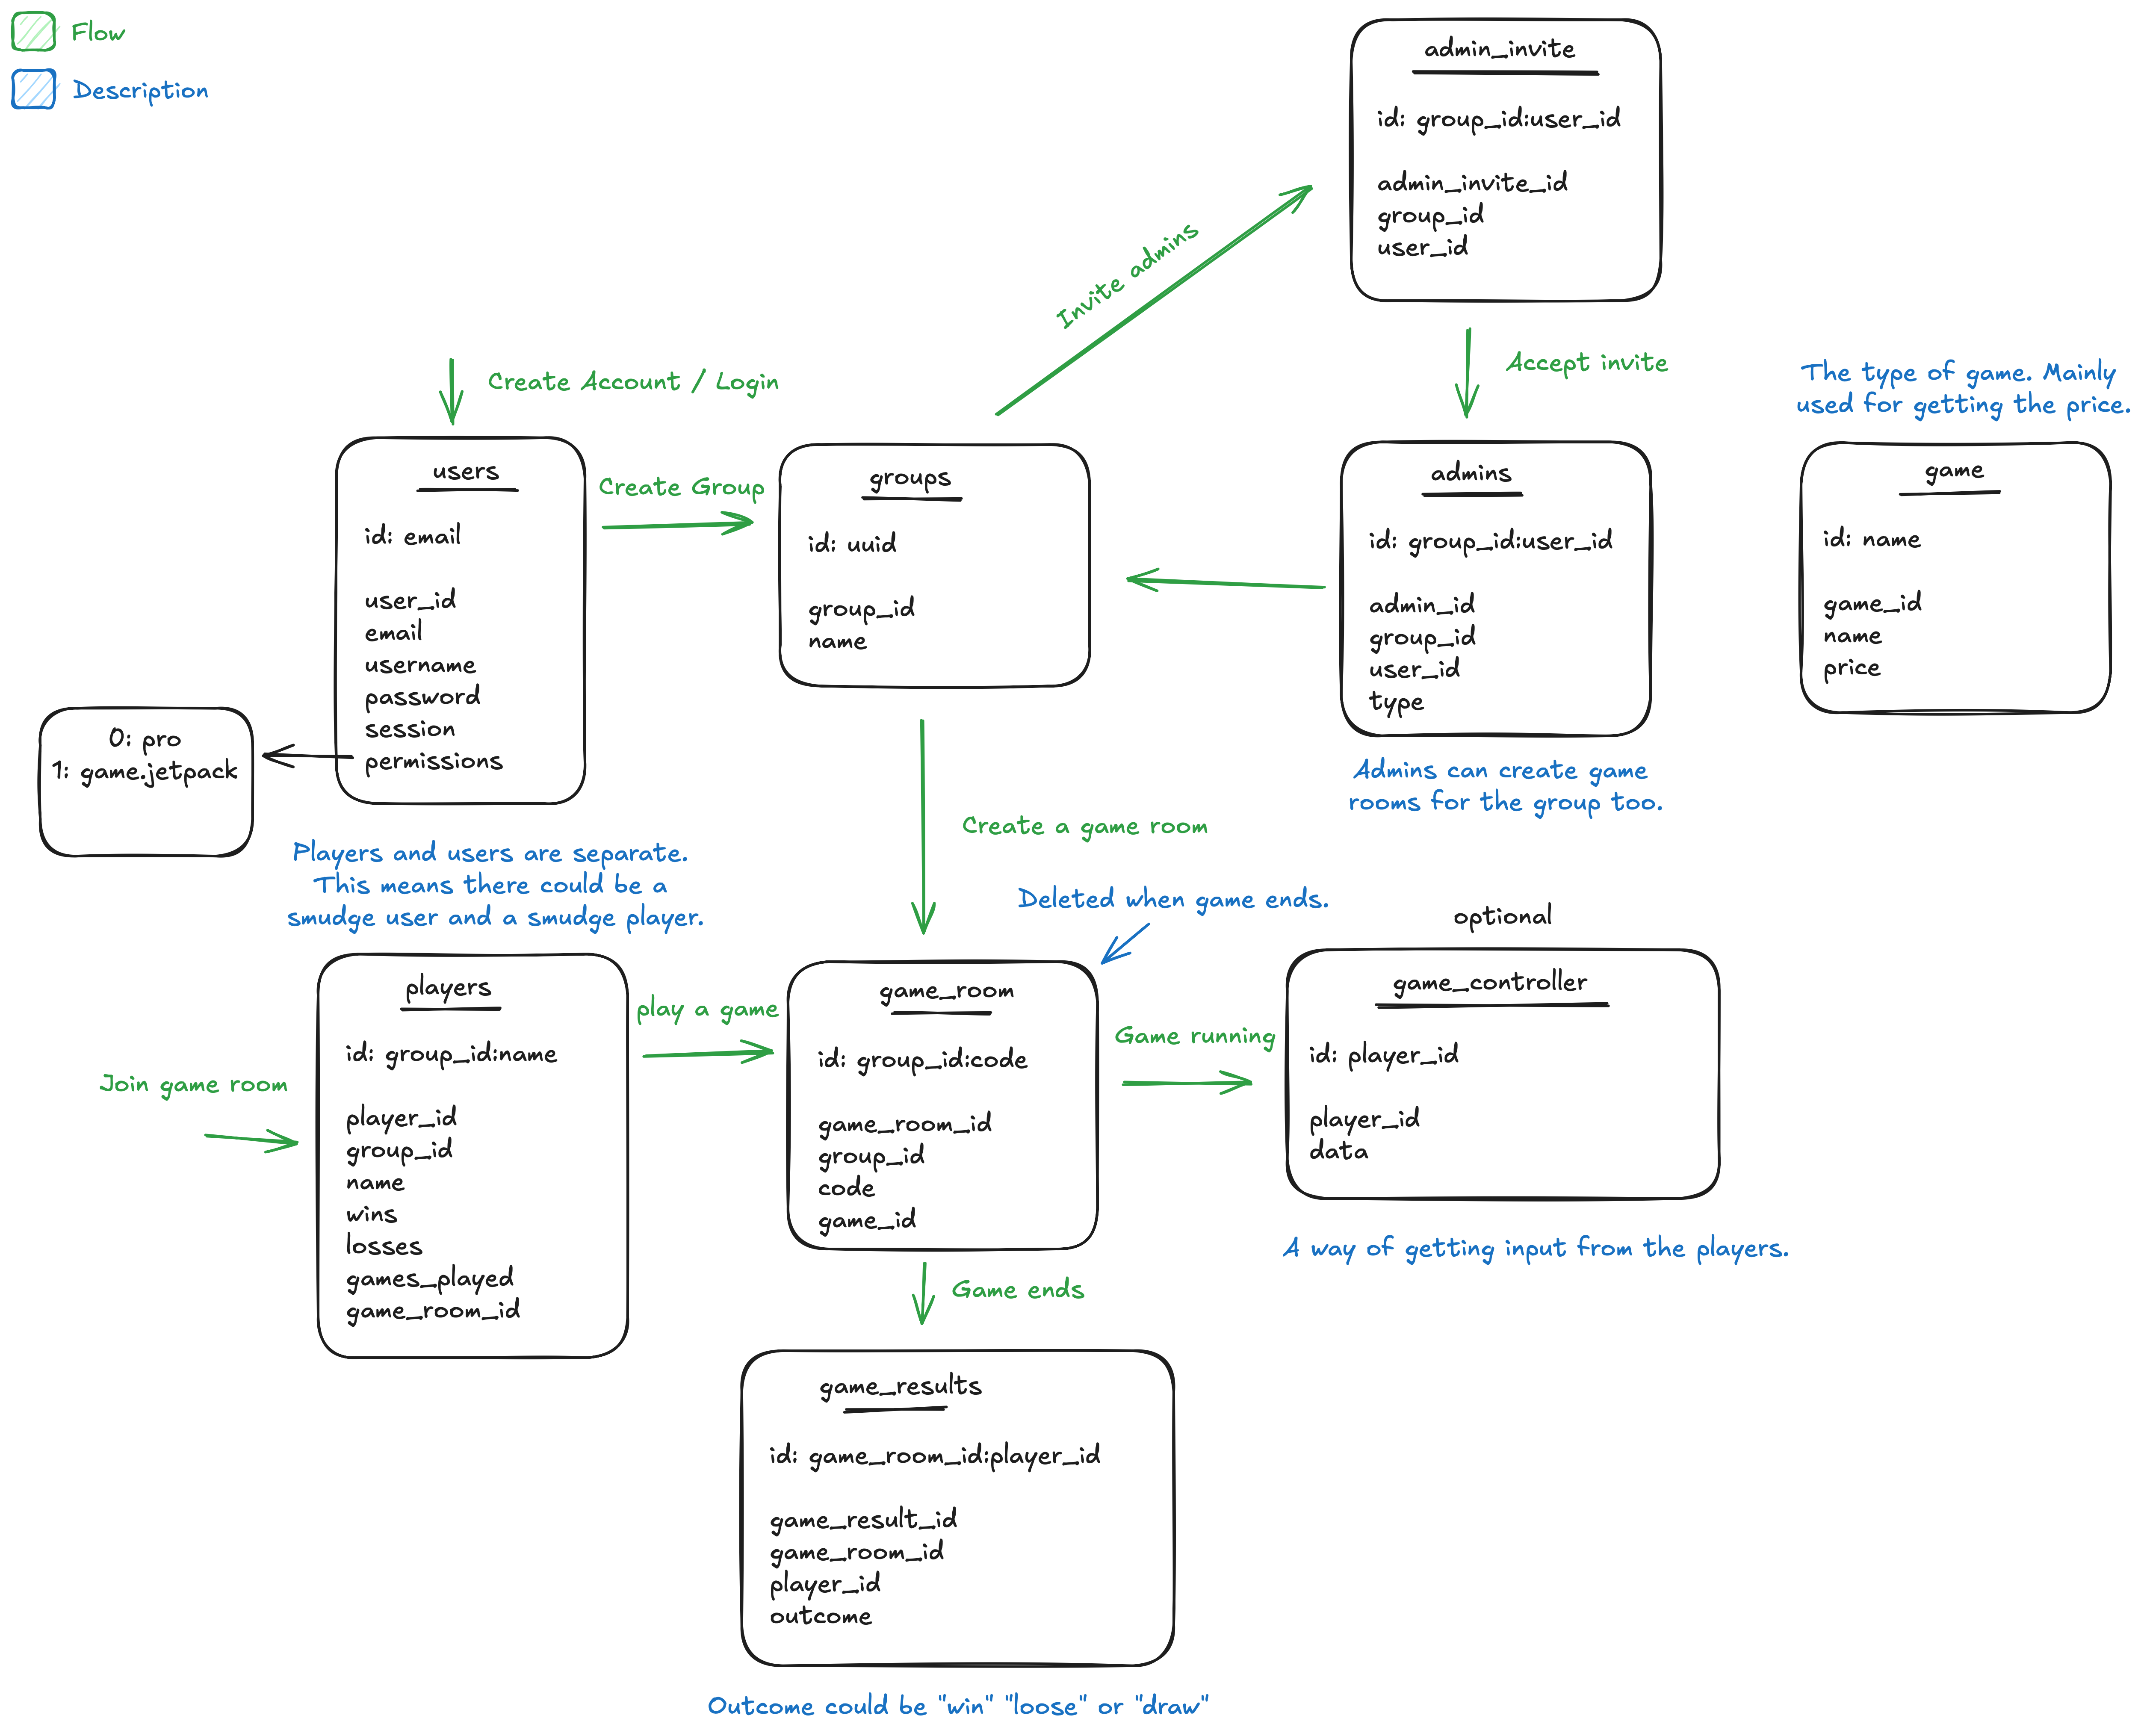 Flow
Description
admin_invite
id: group_id:user_id
admin_invite_id
group_id
user_id
Invite admins
Accept invite
Create Account / Login
The type of game. Mainly
used for getting the price.
users
id: email
user_id
email
username
password
session
permissions
Create Group
groups
id: uuid
group_id
name
admins
id: group_id:user_id
admin_id
group_id
user_id
type
game
id: name
game_id
name
price
0: pro
1: game.jetpack
Admins can create game
rooms for the group too.
Create a game room
Players and users are separate.
This means there could be a
smudge user and a smudge player.
Deleted when game ends.
optional
Join game room
players
id: group_id:name
player_id
group_id
name
wins
losses
games_played
game_room_id
play a game
game_room
id: group_id:code
game_room_id
group_id
code
game_id
Game running
game_controller
id: player_id
player_id
data
A way of getting input from the players.
Game ends
game_results
id: game_room_id:player_id
game_result_id
game_room_id
player_id
outcome
Outcome could be "win" "loose" or "draw"